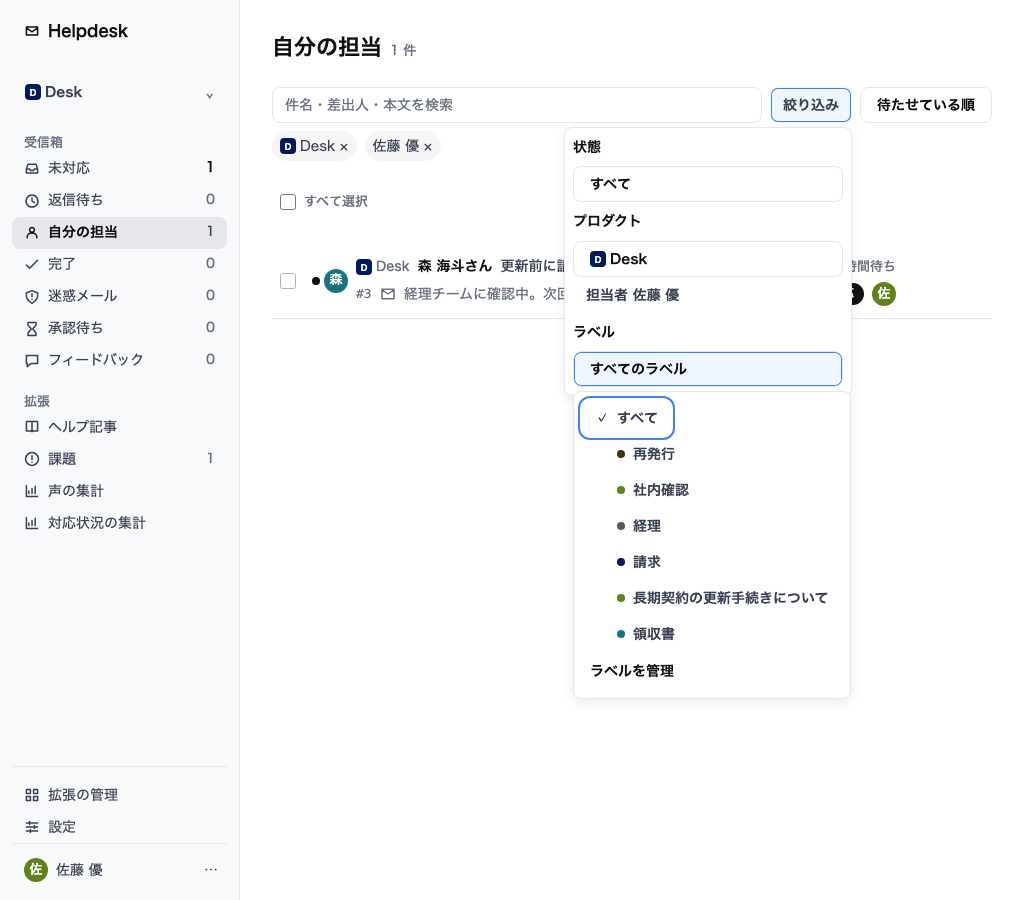 Helpdesk
D Desk
受信箱
未対応 1
返信待ち 0
自分の担当 1
完了 0
迷惑メール 0
承認待ち 0
フィードバック 0
拡張
ヘルプ記事
課題 1
声の集計
対応状況の集計
拡張の管理
設定
佐 佐藤 優 ...
自分の担当 1 件
件名・差出人・本文を検索 絞り込み 待たせている順
D Desk × 佐藤 優 ×
すべて選択
森 D Desk 森 海斗さん 更新前に 時間待ち
#3 経理チームに確認中。次回 佐
状態
すべて
プロダクト
D Desk
担当者 佐藤 優
ラベル
すべてのラベル
✓ すべて
再発行
社内確認
経理
請求
長期契約の更新手続きについて
領収書
ラベルを管理